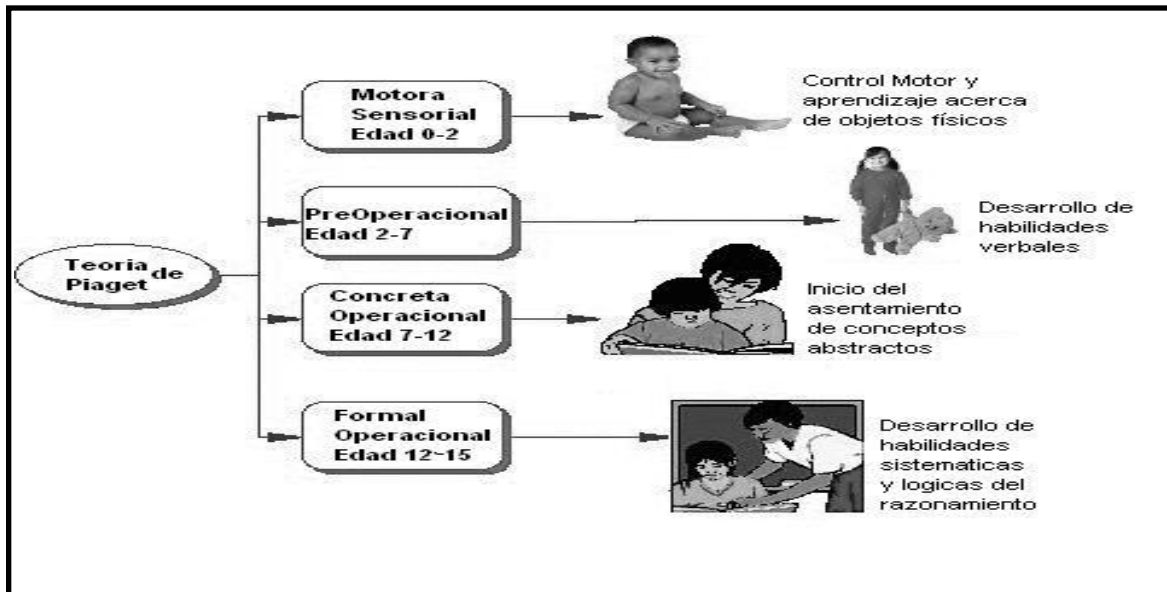 Teoria de
Piaget
Motora
Sensorial
Edad 0-2
Control Motor y
aprendizaje acerca
de objetos físicos
PreOperacional
Edad 2-7
Desarrollo de
habilidades
verbales
Concreta
Operacional
Edad 7-12
Inicio del
asentamiento
de conceptos
abstractos
Formal
Operacional
Edad 12~15
Desarrollo de
habilidades
sistematicas
y logicas del
razonamiento